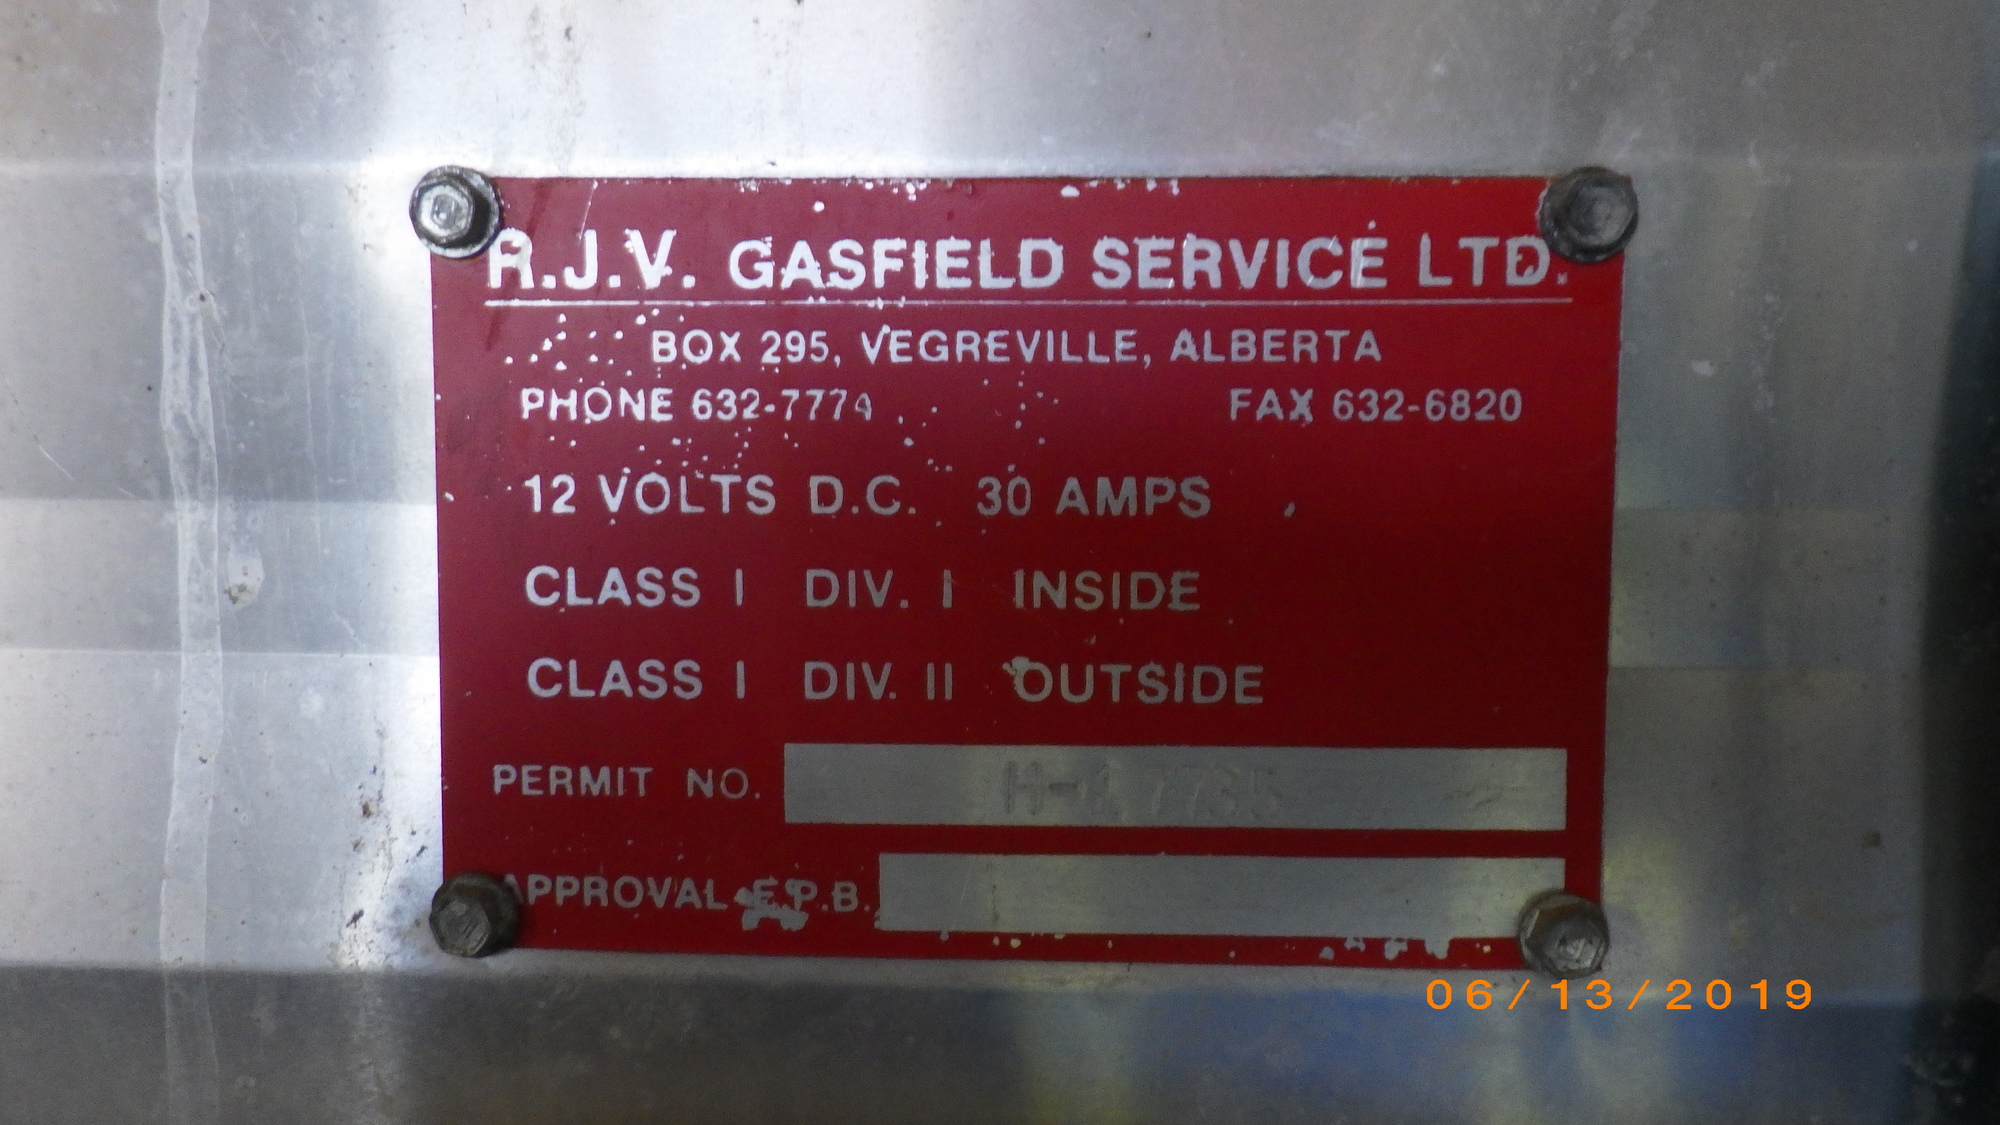 R.J.V. GASFIELD SERVICE LTD.
BOX 295, VEGREVILLE, ALBERTA
PHONE 632-7774 FAX 632-6820
12 VOLTS D.C. 30 AMPS
CLASS I DIV. I INSIDE
CLASS I DIV. II OUTSIDE
PERMIT NO.
APPROVAL E.P.B.
06/13/2019